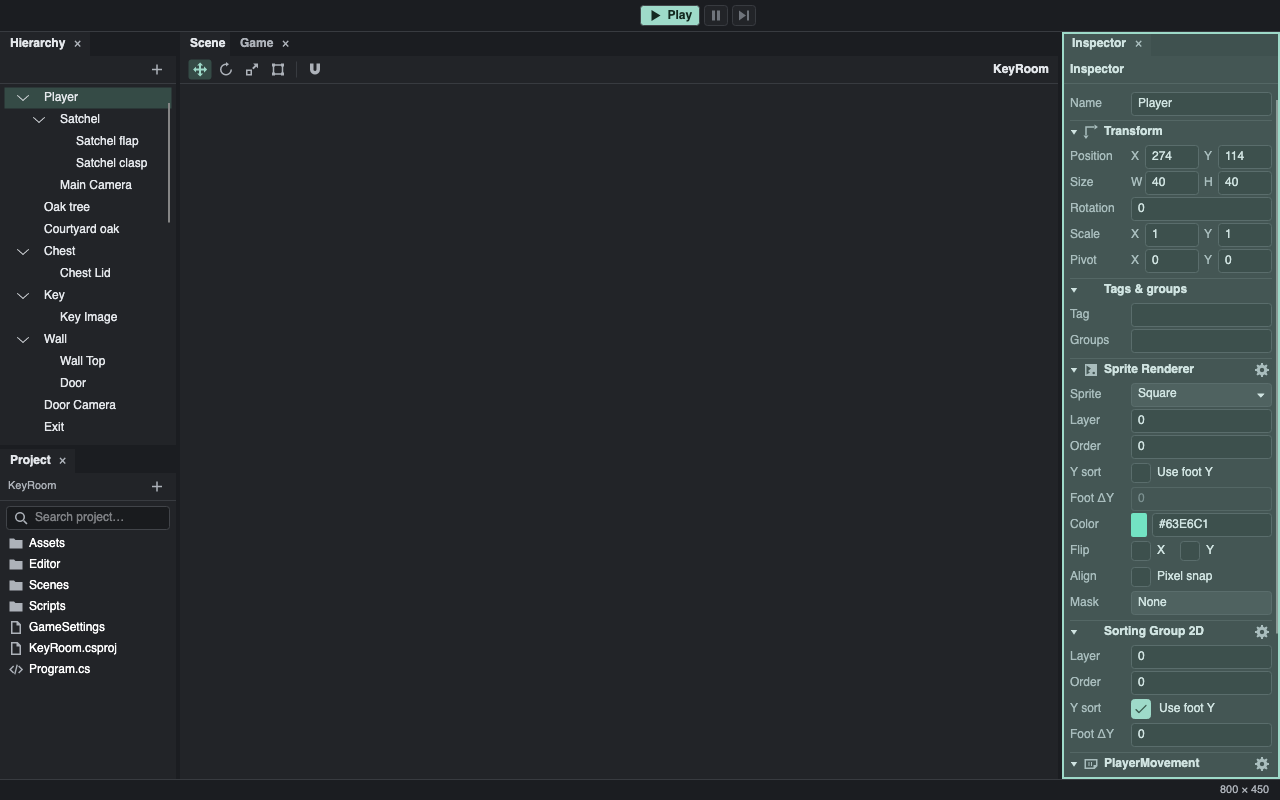 Play
Hierarchy ×
Scene Game ×
Inspector ×
KeyRoom
Inspector
Player
Satchel
Satchel flap
Satchel clasp
Main Camera
Oak tree
Courtyard oak
Chest
Chest Lid
Key
Key Image
Wall
Wall Top
Door
Door Camera
Exit
Project ×
KeyRoom
Search project...
Assets
Editor
Scenes
Scripts
GameSettings
KeyRoom.csproj
Program.cs
Name Player
Transform
Position X 274 Y 114
Size W 40 H 40
Rotation 0
Scale X 1 Y 1
Pivot X 0 Y 0
Tags & groups
Tag
Groups
Sprite Renderer
Sprite Square
Layer 0
Order 0
Y sort Use foot Y
Foot ΔY 0
Color #63E6C1
Flip X Y
Align Pixel snap
Mask None
Sorting Group 2D
Layer 0
Order 0
Y sort Use foot Y
Foot ΔY 0
PlayerMovement
800 × 450